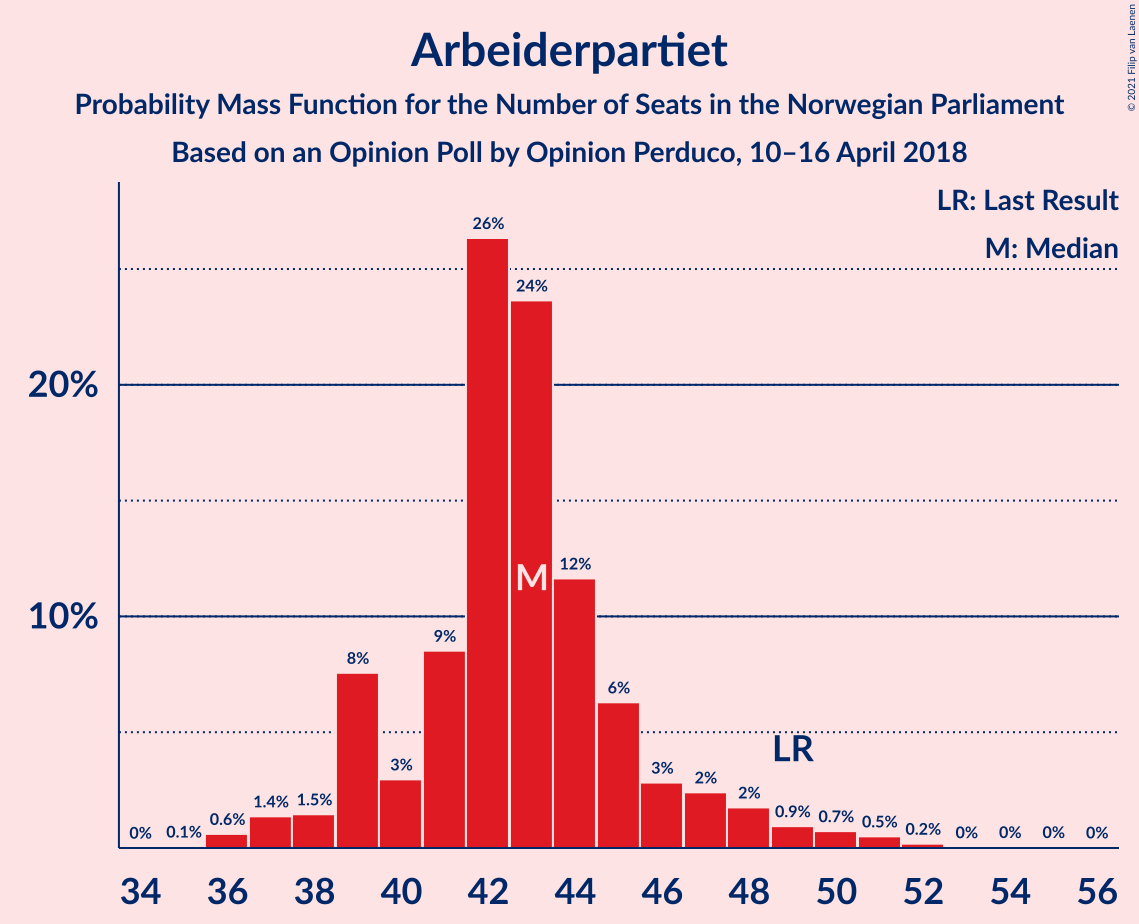 Arbeiderpartiet
Probability Mass Function for the Number of Seats in the Norwegian Parliament
Based on an Opinion Poll by Opinion Perduco, 10–16 April 2018
© 2021 Filip van Laenen
LR: Last Result
M: Median
20%
10%
0% 0.1% 0.6% 1.4% 1.5% 8% 3% 9% 26% 24% 12% 6% 3% 2% 2% 0.9% 0.7% 0.5% 0.2% 0% 0% 0% 0%
M
LR
34 36 38 40 42 44 46 48 50 52 54 56